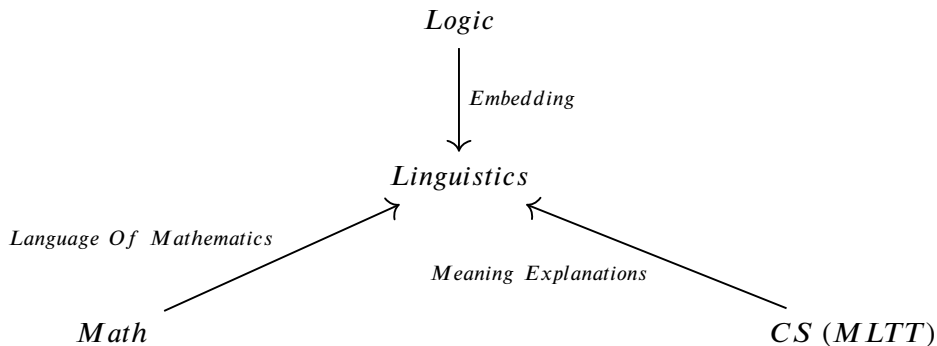 Logic
Embedding
Linguistics
Language Of Mathematics
Meaning Explanations
Math
CS (MLTT)